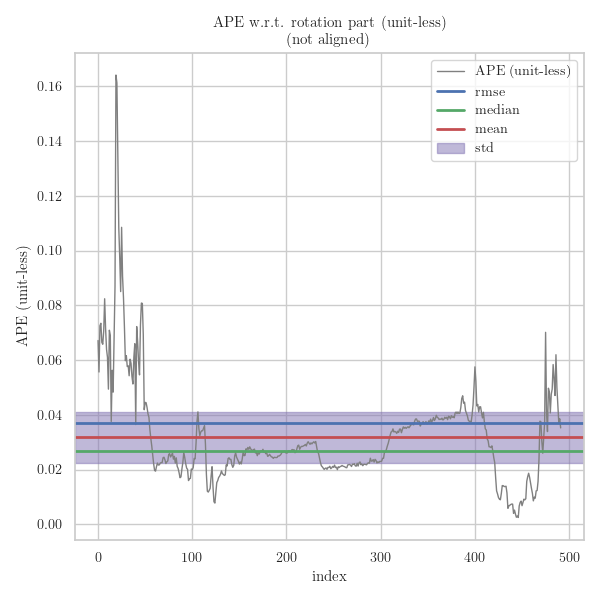 APE w.r.t. rotation part (unit-less)
(not aligned)
APE (unit-less)
rmse
median
mean
std
APE (unit-less)
0.16
0.14
0.12
0.10
0.08
0.06
0.04
0.02
0.00
0 100 200 300 400 500
index